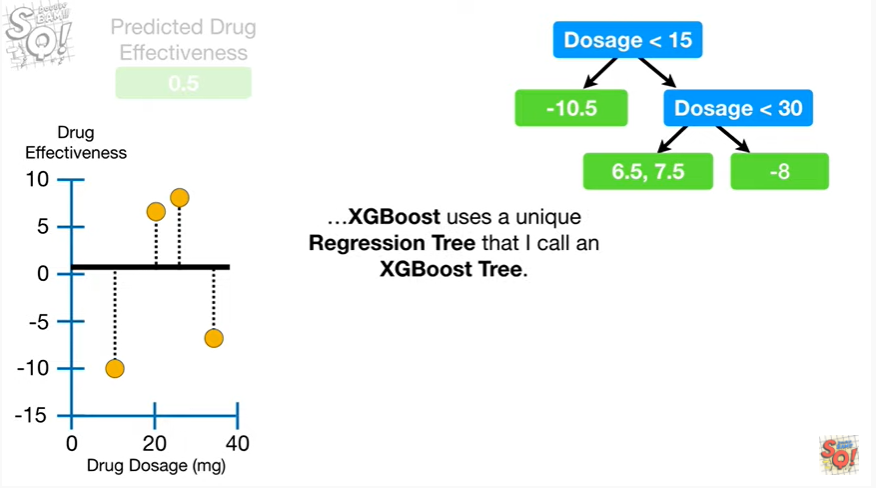 Predicted Drug
Effectiveness
0.5
Dosage < 15
-10.5
Dosage < 30
6.5, 7.5
-8
…XGBoost uses a unique
Regression Tree that I call an
XGBoost Tree.
Drug
Effectiveness
10
5
0
-5
-10
-15
0 20 40
Drug Dosage (mg)